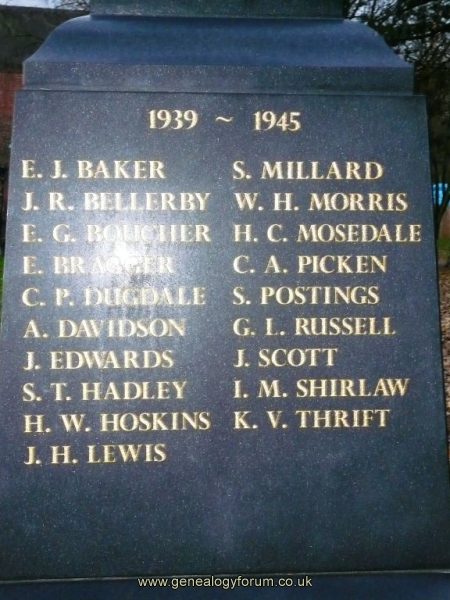 1939 ~ 1945
E. J. BAKER
J. R. BELLERBY
E. G. BOUCHER
E. BRAGGER
C. P. DUGDALE
A. DAVIDSON
J. EDWARDS
S. T. HADLEY
H. W. HOSKINS
J. H. LEWIS
S. MILLARD
W. H. MORRIS
H. C. MOSEDALE
C. A. PICKEN
S. POSTINGS
G. L. RUSSELL
J. SCOTT
I. M. SHIRLAW
K. V. THRIFT
www.genealogyforum.co.uk